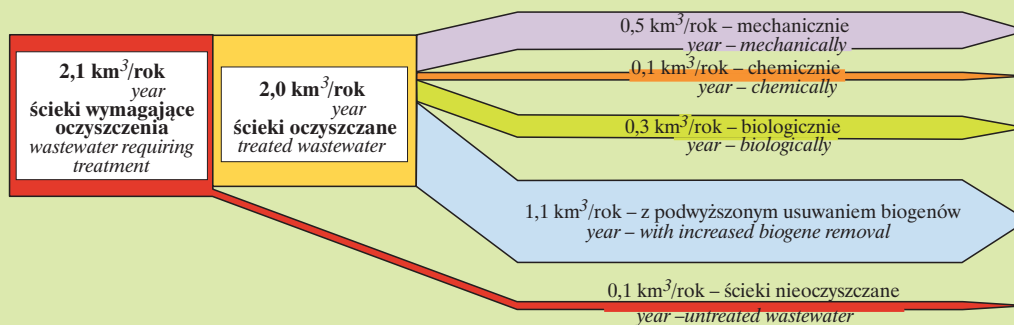 2,1 km³/rok
year
ścieki wymagające
oczyszczenia
wastewater requiring
treatment
2,0 km³/rok
year
ścieki oczyszczane
treated wastewater
0,5 km³/rok – mechanicznie
year – mechanically
0,1 km³/rok – chemicznie
year – chemically
0,3 km³/rok – biologicznie
year – biologically
1,1 km³/rok – z podwyższonym usuwaniem biogenów
year – with increased biogene removal
0,1 km³/rok – ścieki nieoczyszczane
year –untreated wastewater